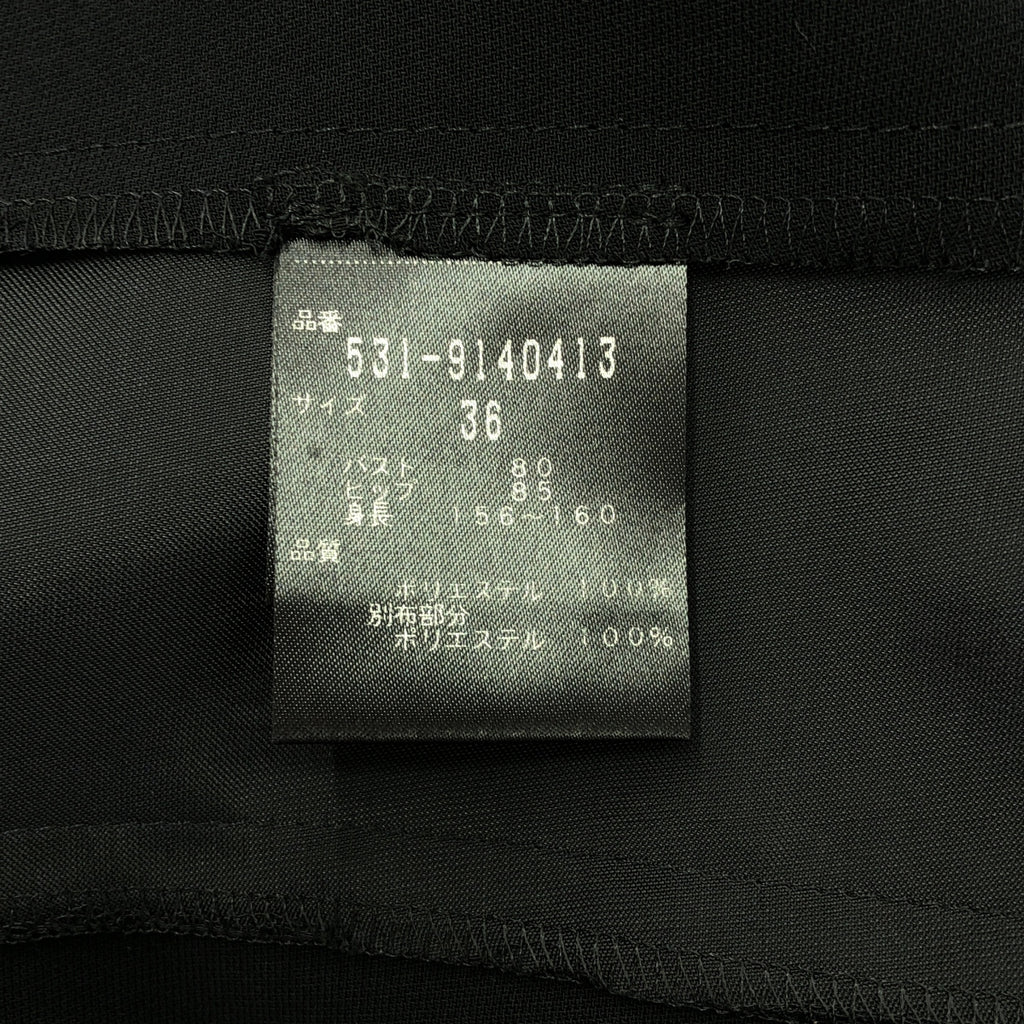 品番
531-9140413
サイズ 36
バスト 80
ヒップ 85
身長 156~160
品質
ポリエステル 100%
別布部分
ポリエステル 100%